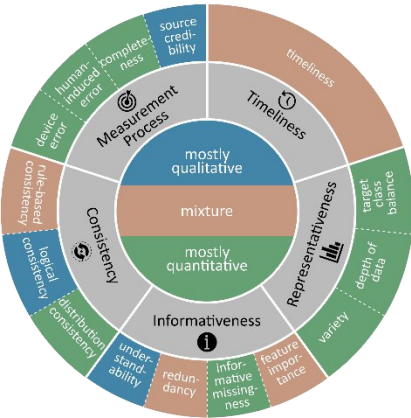 source
credi-
bility
timeliness
complete-
ness
human-
induced
error
device
error
Measurement
Process
Timeliness
mostly
qualitative
mixture
mostly
quantitative
rule-based
consistency
logical
consistency
distribution
consistency
Consistency
Representativeness
target
class
balance
depth of
data
variety
Informativeness
i
under-
stand-
ability
redun-
dancy
infor-
mative
missing-
ness
feature
impor-
tance